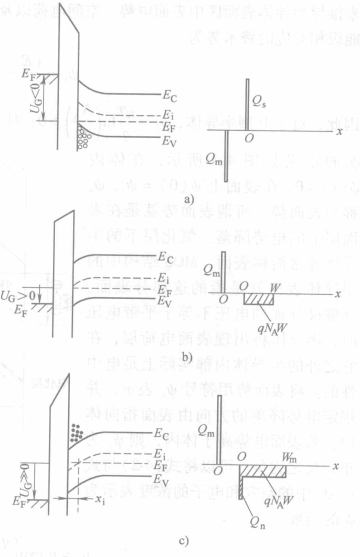 E_F
U_G<0
E_C
E_i
E_F
E_V
Q_s
O
x
Q_m
a)
U_G>0
E_F
E_C
E_i
E_F
E_V
Q_m
O
O
W
x
qN_AW
b)
E_F
U_G≫0
x_i
E_C
E_i
E_F
E_V
Q_m
O
O
W_m
x
qN_AW
Q_n
c)